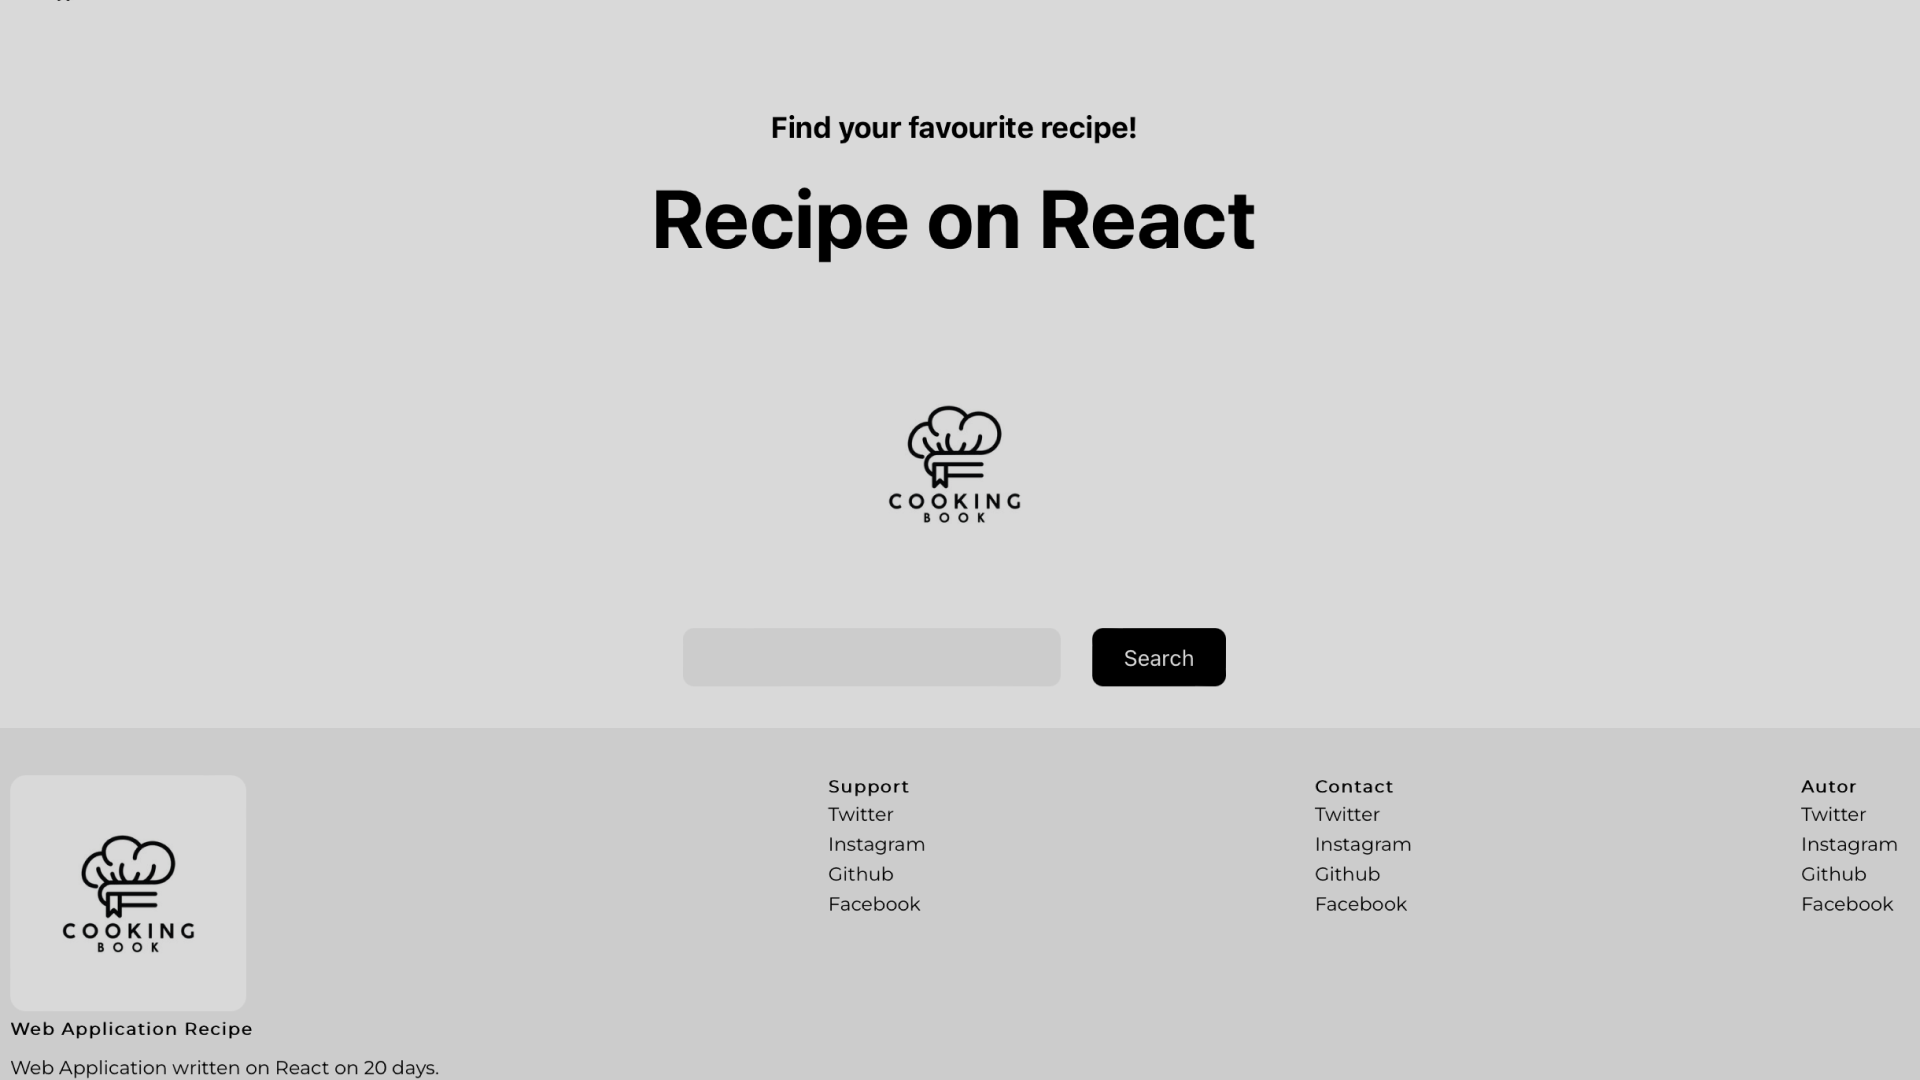 Find your favourite recipe!
Recipe on React
COOKING
BOOK
Search
COOKING
BOOK
Web Application Recipe
Web Application written on React on 20 days.
Support
Twitter
Instagram
Github
Facebook
Contact
Twitter
Instagram
Github
Facebook
Autor
Twitter
Instagram
Github
Facebook